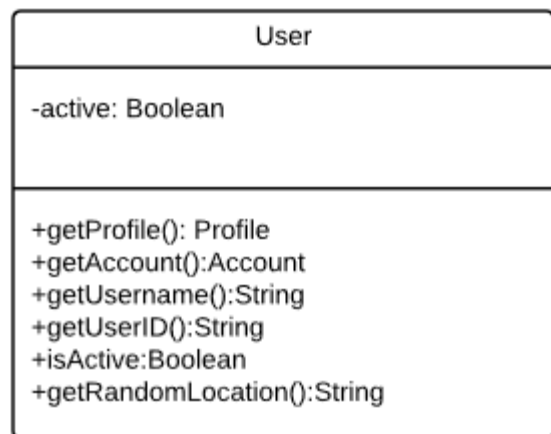 User
-active: Boolean
+getProfile(): Profile
+getAccount():Account
+getUsername():String
+getUserID():String
+isActive:Boolean
+getRandomLocation():String